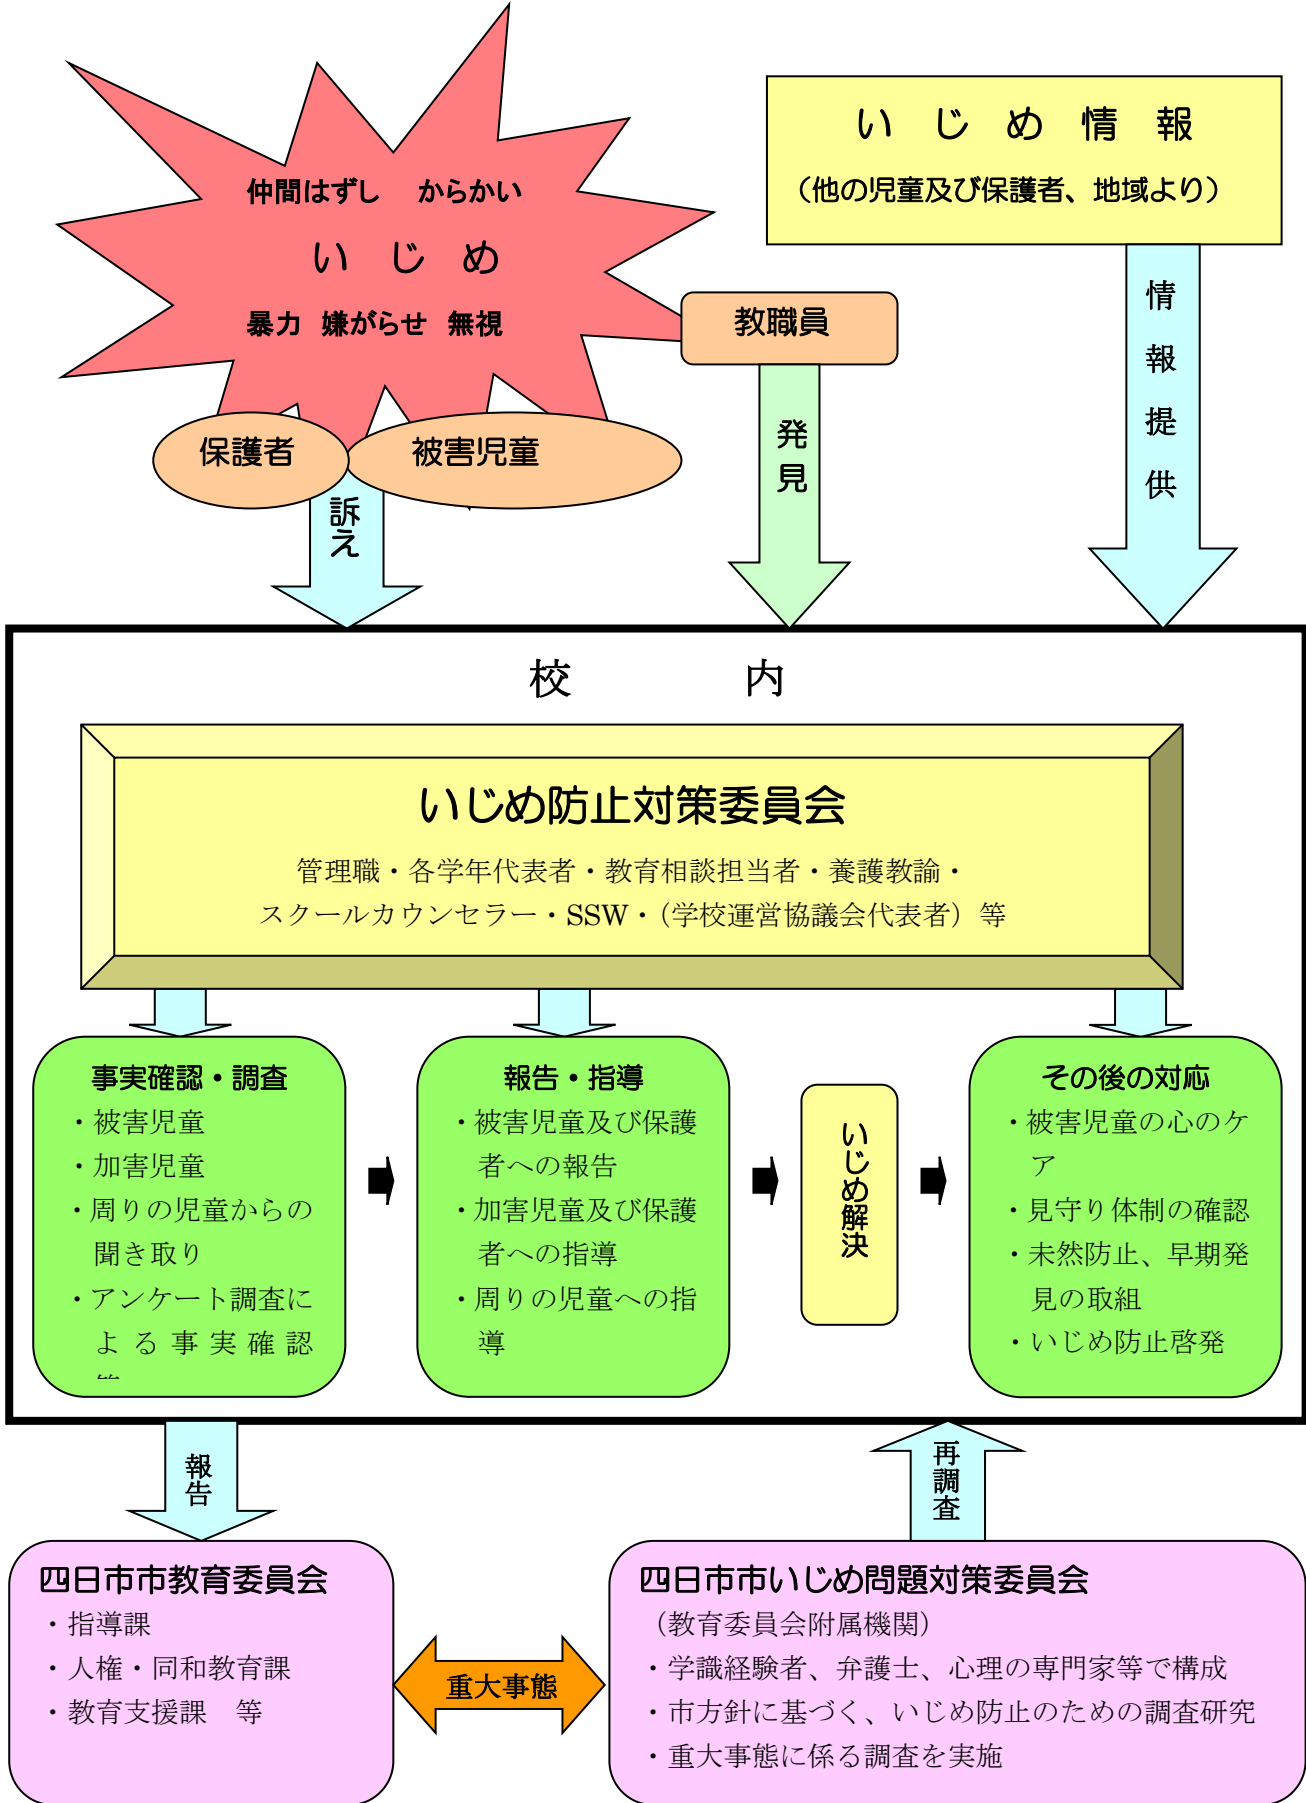 仲間はずし からかい
い じ め
暴力 嫌がらせ 無視
い じ め 情 報
(他の児童及び保護者、地域より)
教職員
保護者
被害児童
訴え
発見
情報提供
校 内
いじめ防止対策委員会
管理職・各学年代表者・教育相談担当者・養護教諭・
スクールカウンセラー・SSW・(学校運営協議会代表者) 等
事実確認・調査
・被害児童
・加害児童
・周りの児童からの
聞き取り
・アンケート調査に
よる事実確認
報告・指導
・被害児童及び保護
者への報告
・加害児童及び保護
者への指導
・周りの児童への指
導
いじめ解決
その後の対応
・被害児童の心のケ
ア
・見守り体制の確認
・未然防止、早期発
見の取組
・いじめ防止啓発
報告
再調査
四日市市教育委員会
・指導課
・人権・同和教育課
・教育支援課 等
重大事態
四日市市いじめ問題対策委員会
(教育委員会附属機関)
・学識経験者、弁護士、心理の専門家等で構成
・市方針に基づく、いじめ防止のための調査研究
・重大事態に係る調査を実施